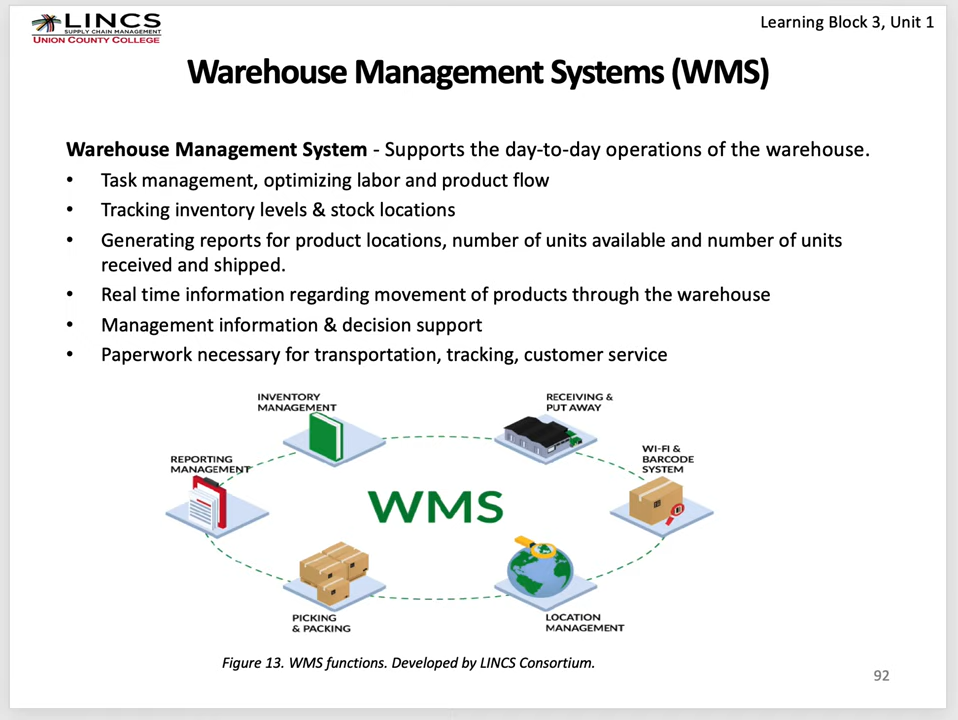 LINCS
SUPPLY CHAIN MANAGEMENT
UNION COUNTY COLLEGE
Learning Block 3, Unit 1
Warehouse Management Systems (WMS)
Warehouse Management System - Supports the day-to-day operations of the warehouse.
• Task management, optimizing labor and product flow
• Tracking inventory levels & stock locations
• Generating reports for product locations, number of units available and number of units
received and shipped.
• Real time information regarding movement of products through the warehouse
• Management information & decision support
• Paperwork necessary for transportation, tracking, customer service
INVENTORY
MANAGEMENT
RECEIVING &
PUT AWAY
REPORTING
MANAGEMENT
WI-FI &
BARCODE
SYSTEM
WMS
PICKING
& PACKING
LOCATION
MANAGEMENT
Figure 13. WMS functions. Developed by LINCS Consortium.
92